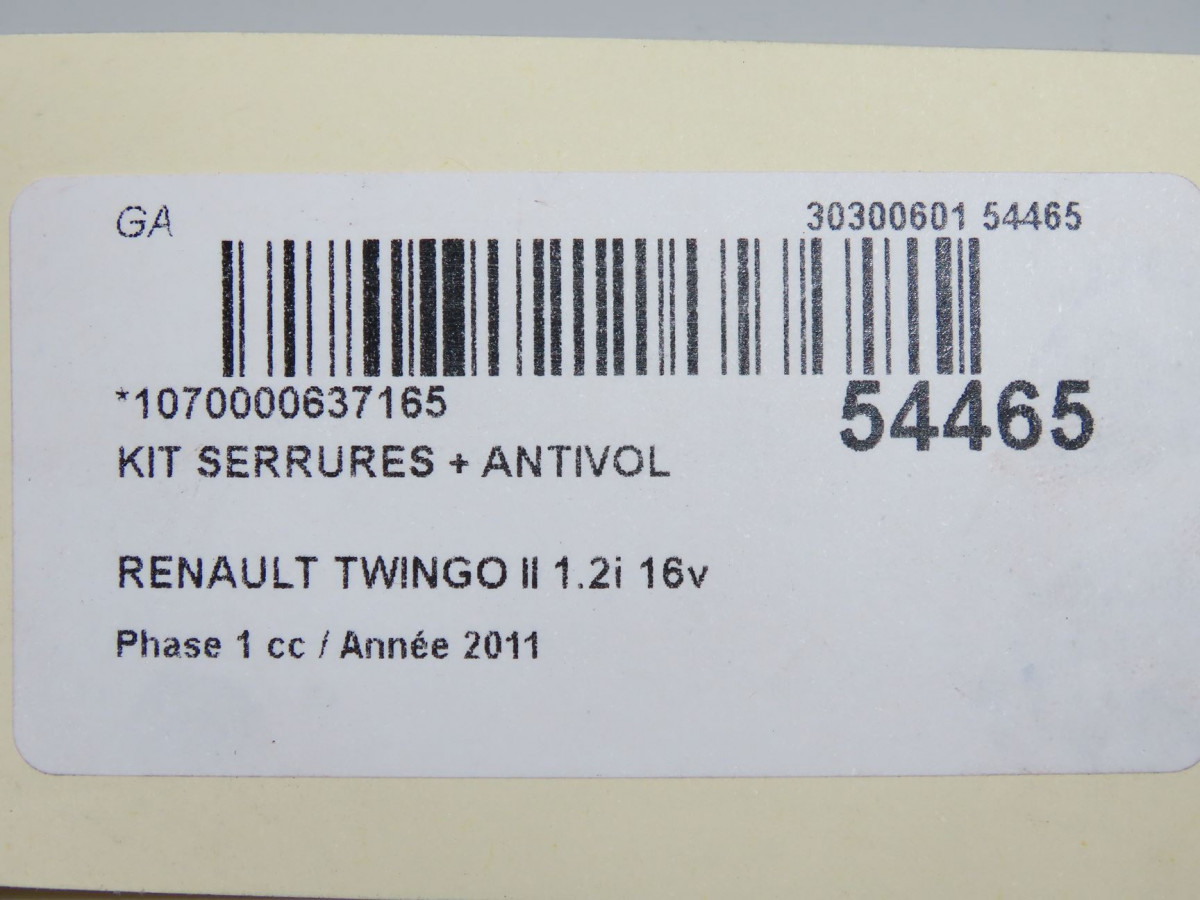 GA
30300601 54465
*1070000637165
54465
KIT SERRURES + ANTIVOL
RENAULT TWINGO II 1.2i 16v
Phase 1 cc / Année 2011